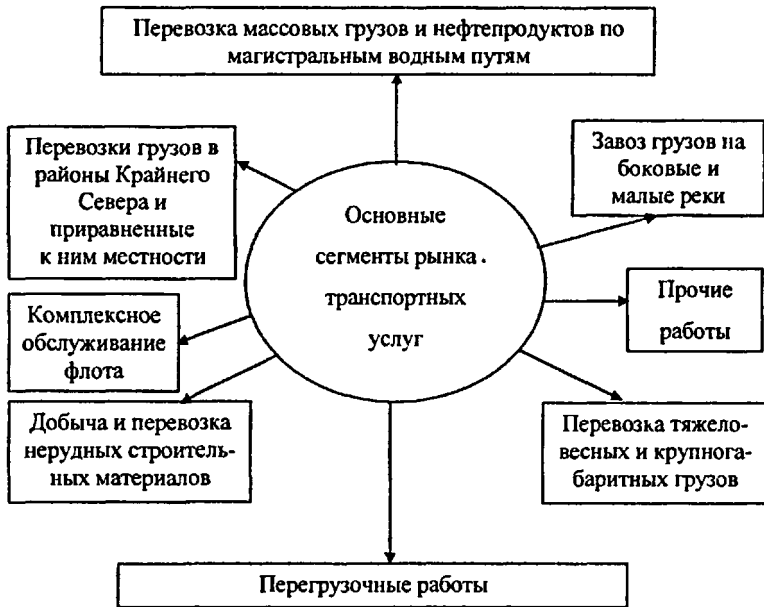 Перевозка массовых грузов и нефтепродуктов по
магистральным водным путям
Перевозки грузов в
районы Крайнего
Севера и
приравненные
к ним местности
Завоз грузов на
боковые и
малые реки
Основные
сегменты рынка.
транспортных
услуг
Прочие
работы
Комплексное
обслуживание
флота
Добыча и перевозка
нерудных строитель-
ных материалов
Перевозка тяжело-
весных и крупнога-
баритных грузов
Перегрузочные работы